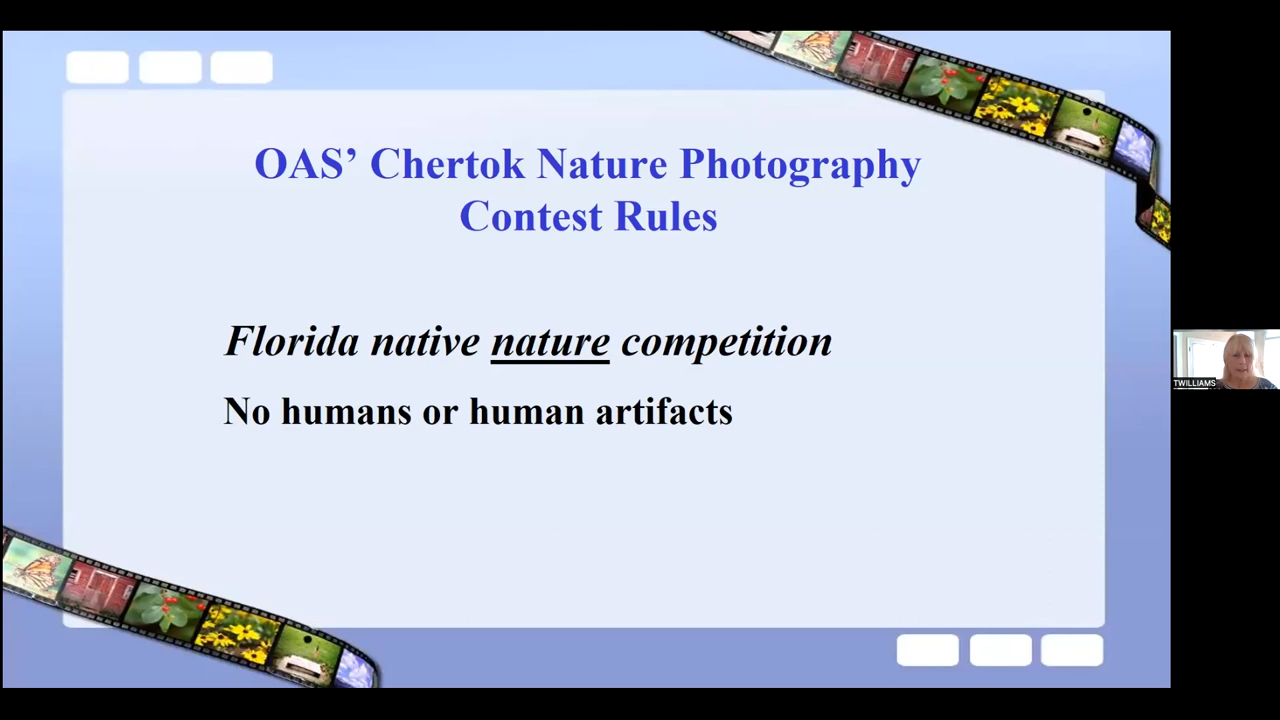 OAS’ Chertok Nature Photography
Contest Rules
Florida native nature competition
No humans or human artifacts
TWILLIAMS